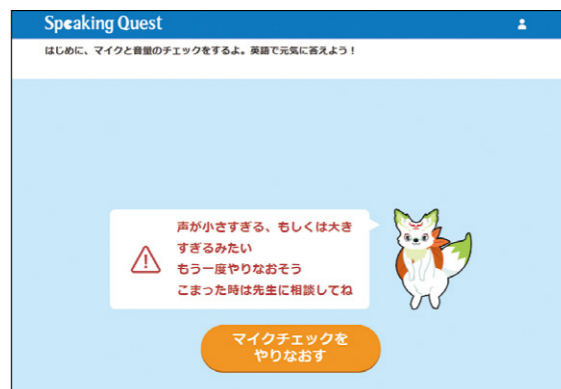 Speaking Quest
はじめに、マイクと音量のチェックをするよ。英語で元気に答えよう！
声が小さすぎる、もしくは大き
すぎるみたい
もう一度やりなおそう
こまった時は先生に相談してね
マイクチェックを
やりなおす